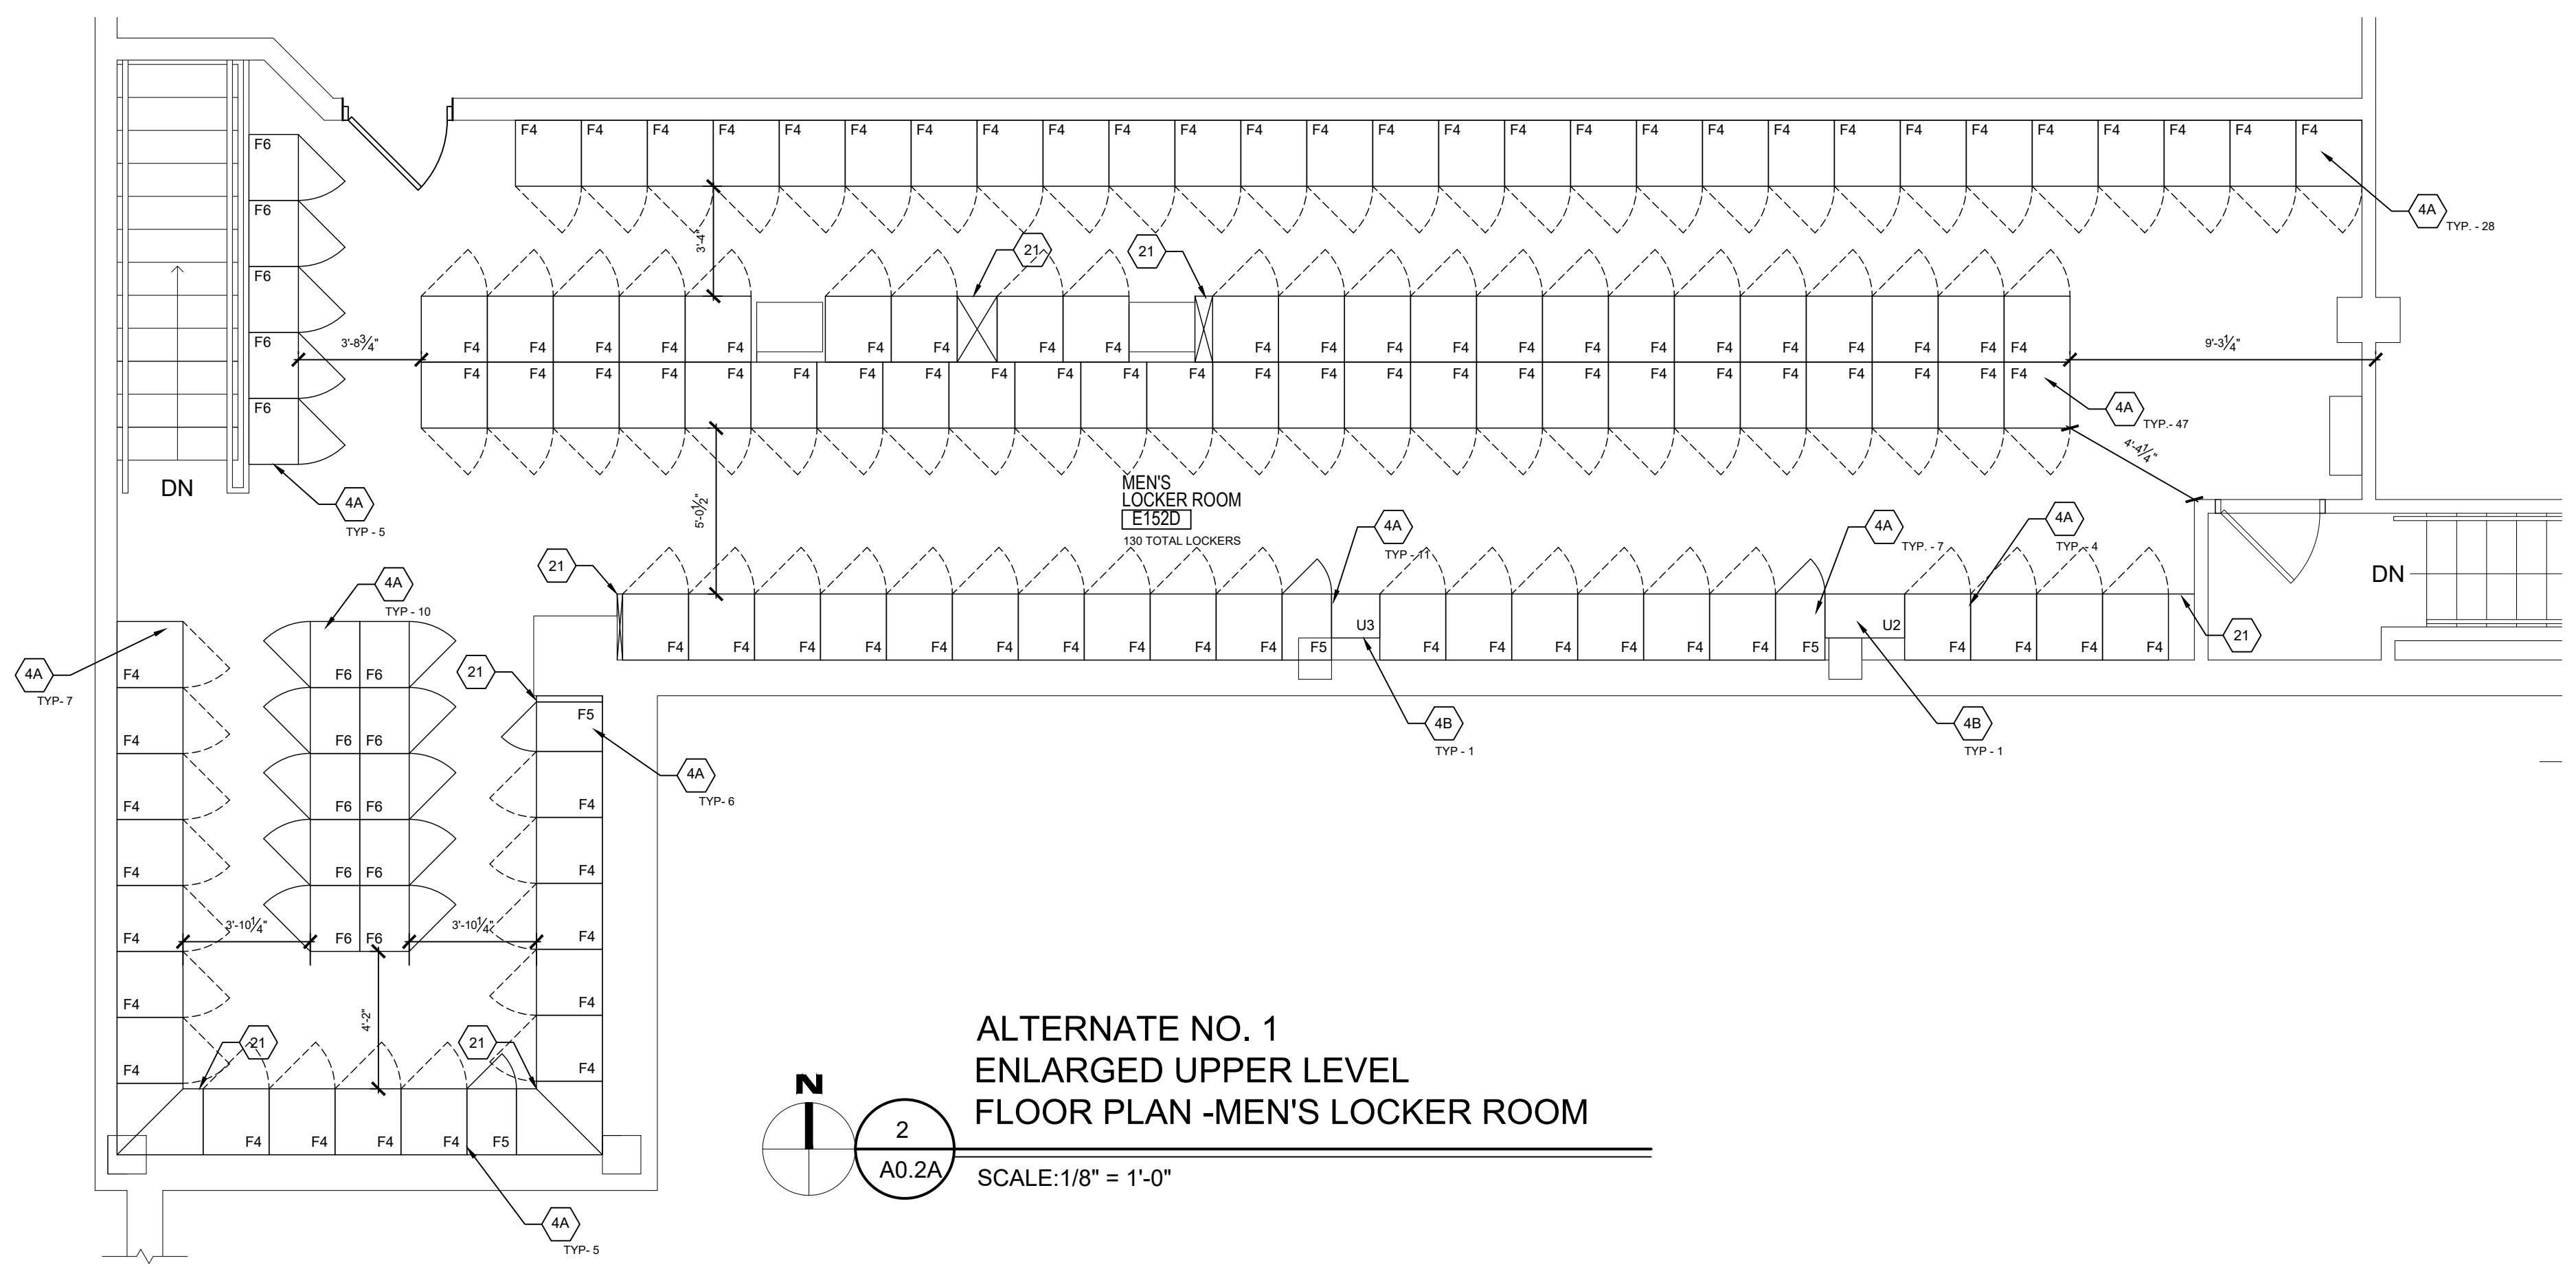 F4 F4 F4 F4 F4 F4 F4 F4 F4 F4 F4 F4 F4 F4 F4 F4 F4 F4 F4 F4 F4 F4 F4 F4 F4 F4 F4 F4
4A
TYP. - 28
F6
F6
F6
F6
F6
3'-4"
21
21
3'-8¾"
F4 F4 F4 F4 F4 F4 F4 F4 F4 F4 F4 F4 F4 F4 F4 F4 F4 F4 F4 F4 F4 F4
9'-3¼"
F4 F4 F4 F4 F4 F4 F4 F4 F4 F4 F4 F4 F4 F4 F4 F4 F4 F4 F4 F4 F4 F4 F4 F4 F4
4A
TYP.- 47
4'-4¼"
DN
4A
TYP - 5
5'-0½"
MEN'S
LOCKER ROOM
E152D
130 TOTAL LOCKERS
4A
TYP - 11
4A
TYP. - 7
4A
TYP. - 4
DN
21
F4 F4 F4 F4 F4 F4 F4 F4 F4 F4 F5 U3 F4 F4 F4 F4 F4 F4 F5 U2 F4 F4 F4 F4
21
4B
TYP - 1
4B
TYP - 1
4A
TYP - 10
4A
TYP- 7
21
4A
TYP- 6
F4 F6 F6 F5
F4 F6 F6
F4 F6 F6 F4
F4 F6 F6 F4
F4 F6 F6 F4
3'-10¼"
3'-10¼"
F4 F4
F4 F4
4'-2"
21
21
F4 F4 F4 F4 F5
4A
TYP- 5
N
2
A0.2A
ALTERNATE NO. 1
ENLARGED UPPER LEVEL
FLOOR PLAN -MEN'S LOCKER ROOM
SCALE:1/8" = 1'-0"